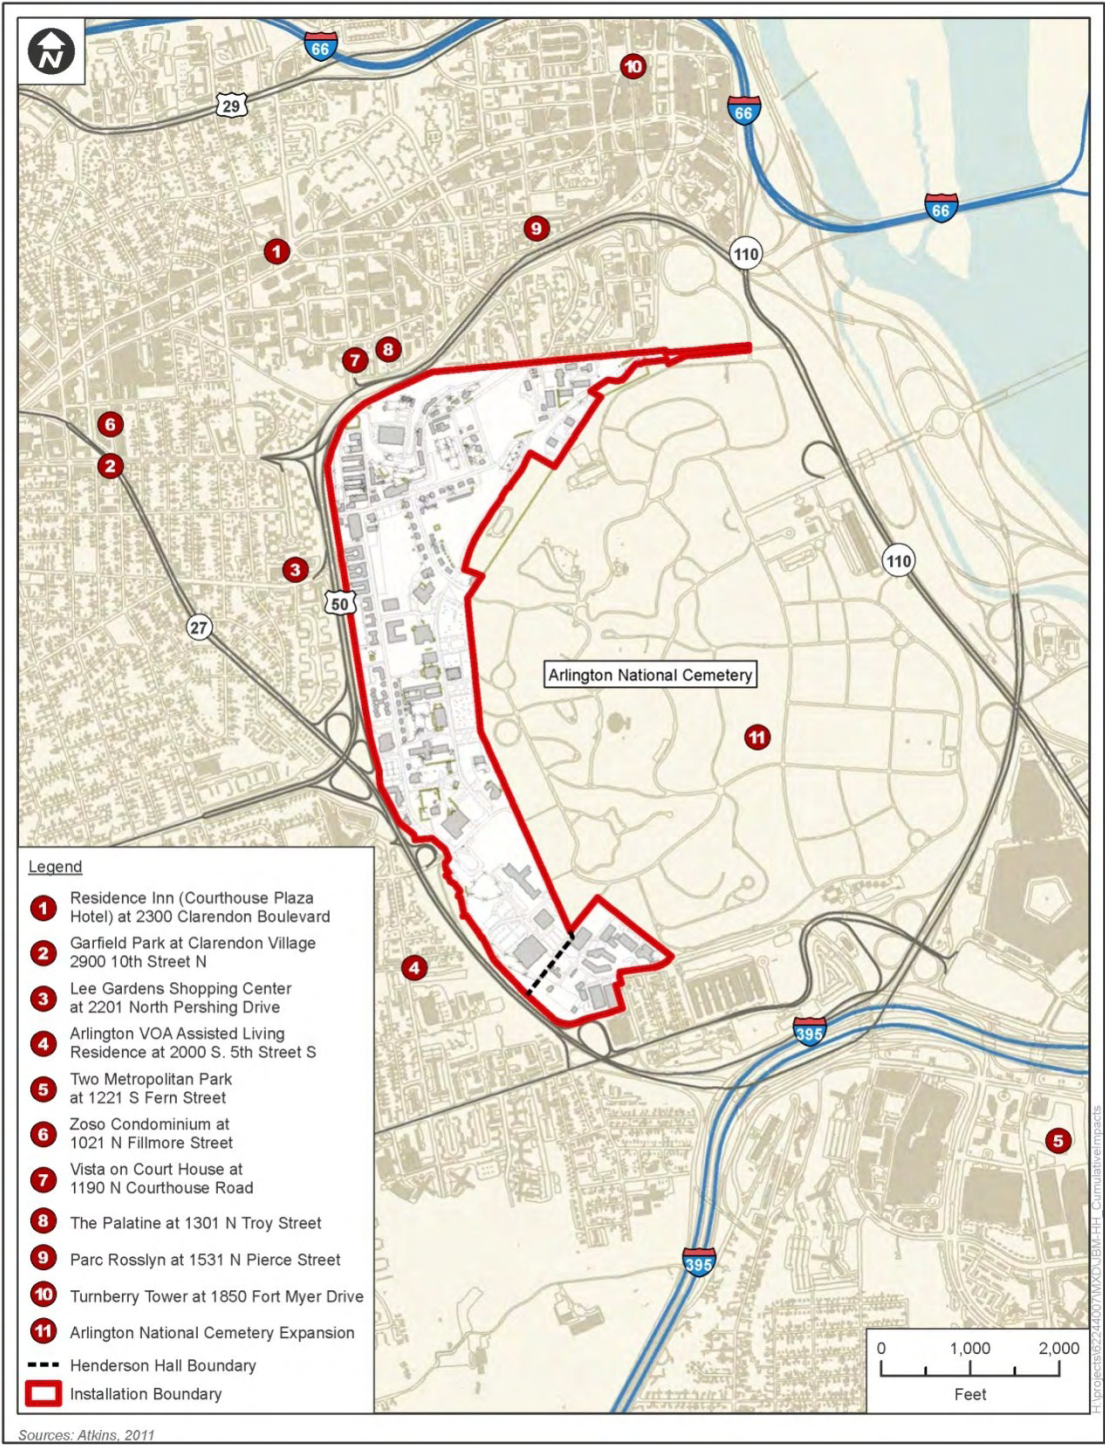 N
66
10
29
66
66
9
1
110
7
8
6
2
110
3
50
27
Arlington National Cemetery
11
4
395
5
395
Legend
1 Residence Inn (Courthouse Plaza
Hotel) at 2300 Clarendon Boulevard
2 Garfield Park at Clarendon Village
2900 10th Street N
3 Lee Gardens Shopping Center
at 2201 North Pershing Drive
4 Arlington VOA Assisted Living
Residence at 2000 S. 5th Street S
5 Two Metropolitan Park
at 1221 S Fern Street
6 Zoso Condominium at
1021 N Fillmore Street
7 Vista on Court House at
1190 N Courthouse Road
8 The Palatine at 1301 N Troy Street
9 Parc Rosslyn at 1531 N Pierce Street
10 Turnberry Tower at 1850 Fort Myer Drive
11 Arlington National Cemetery Expansion
Henderson Hall Boundary
Installation Boundary
0 1,000 2,000
Feet
H:\projects\62244007\MXD\JBM-HH_CumulativeImpacts
Sources: Atkins, 2011